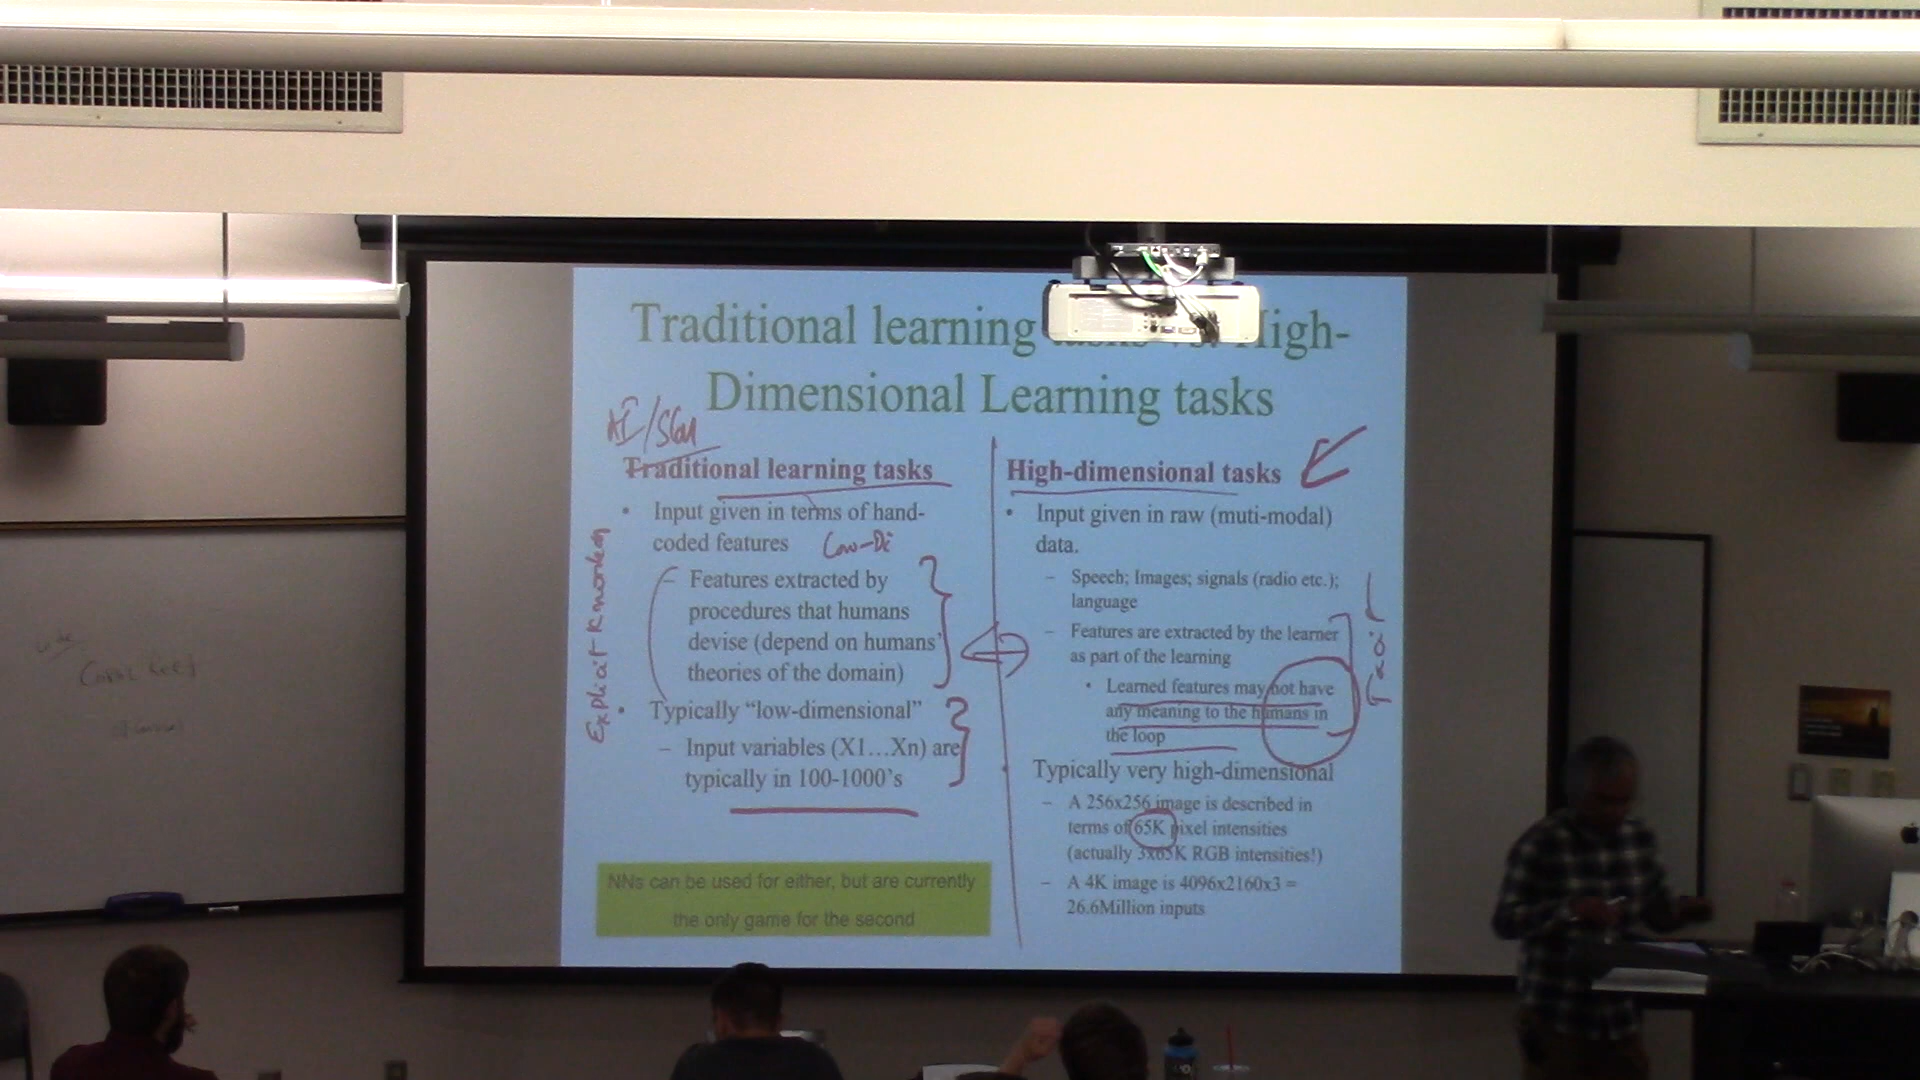 Traditional learning tasks vs. High-
Dimensional Learning tasks
AI/Stat
Traditional learning tasks
• Input given in terms of hand-
coded features
Low-Di
– Features extracted by
procedures that humans
devise (depend on humans'
theories of the domain)
• Typically "low-dimensional"
– Input variables (X1…Xn) are
typically in 100-1000's
Explicit Knowledge
NNs can be used for either, but are currently
the only game for the second
High-dimensional tasks
• Input given in raw (muti-modal)
data.
– Speech; Images; signals (radio etc.);
language
– Features are extracted by the learner
as part of the learning
• Learned features may not have
any meaning to the humans in
the loop
Tacit
Typically very high-dimensional
– A 256x256 image is described in
terms of 65K pixel intensities
(actually 3x65K RGB intensities!)
– A 4K image is 4096x2160x3 =
26.6Million inputs